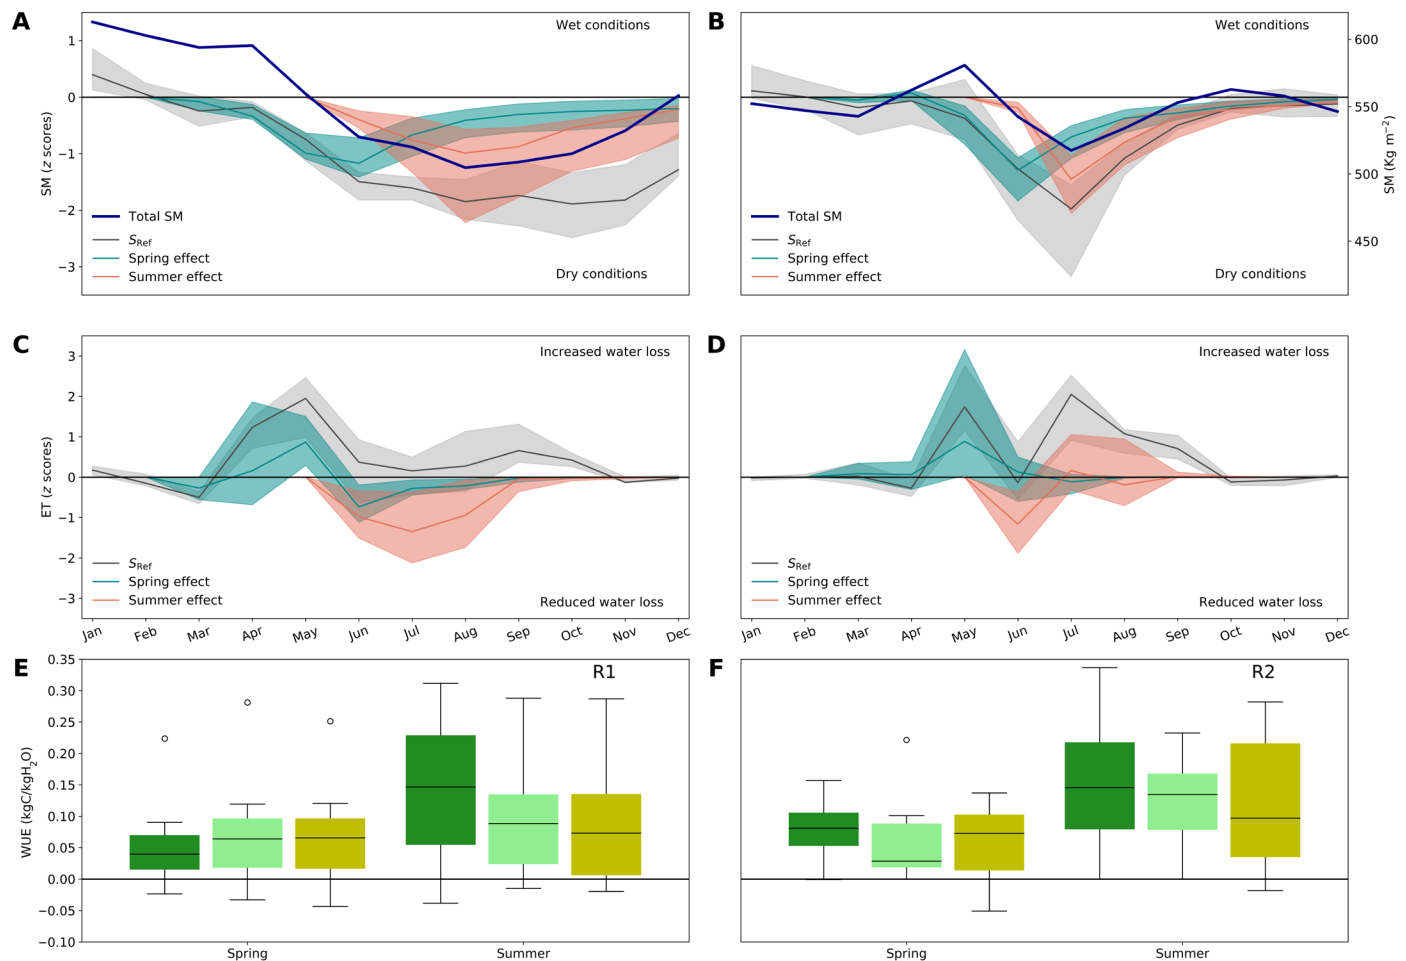 A
Wet conditions
1
0
−1
−2
−3
SM (z scores)
Total SM
S_Ref
Spring effect
Summer effect
Dry conditions
B
Wet conditions
600
550
500
450
SM (Kg m⁻²)
Total SM
S_Ref
Spring effect
Summer effect
Dry conditions
C
Increased water loss
3
2
1
0
−1
−2
−3
ET (z scores)
S_Ref
Spring effect
Summer effect
Reduced water loss
Jan Feb Mar Apr May Jun Jul Aug Sep Oct Nov Dec
D
Increased water loss
S_Ref
Spring effect
Summer effect
Reduced water loss
Jan Feb Mar Apr May Jun Jul Aug Sep Oct Nov Dec
E
R1
0.35
0.30
0.25
0.20
0.15
0.10
0.05
0.00
−0.05
−0.10
WUE (kgC/kgH₂O)
Spring Summer
F
R2
Spring Summer